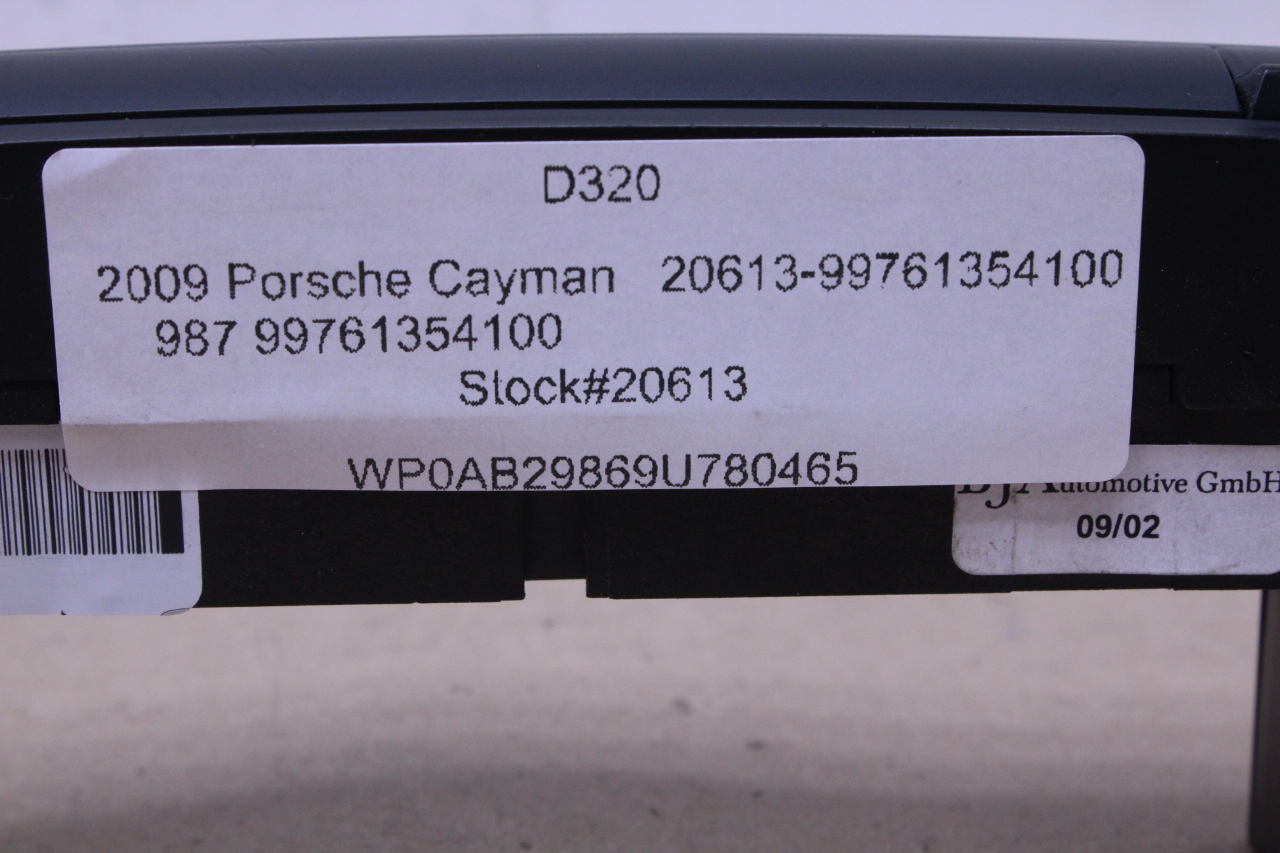 D320
2009 Porsche Cayman 20613-99761354100
987 99761354100
Stock#20613
WP0AB29869U780465
Automotive GmbH
09/02